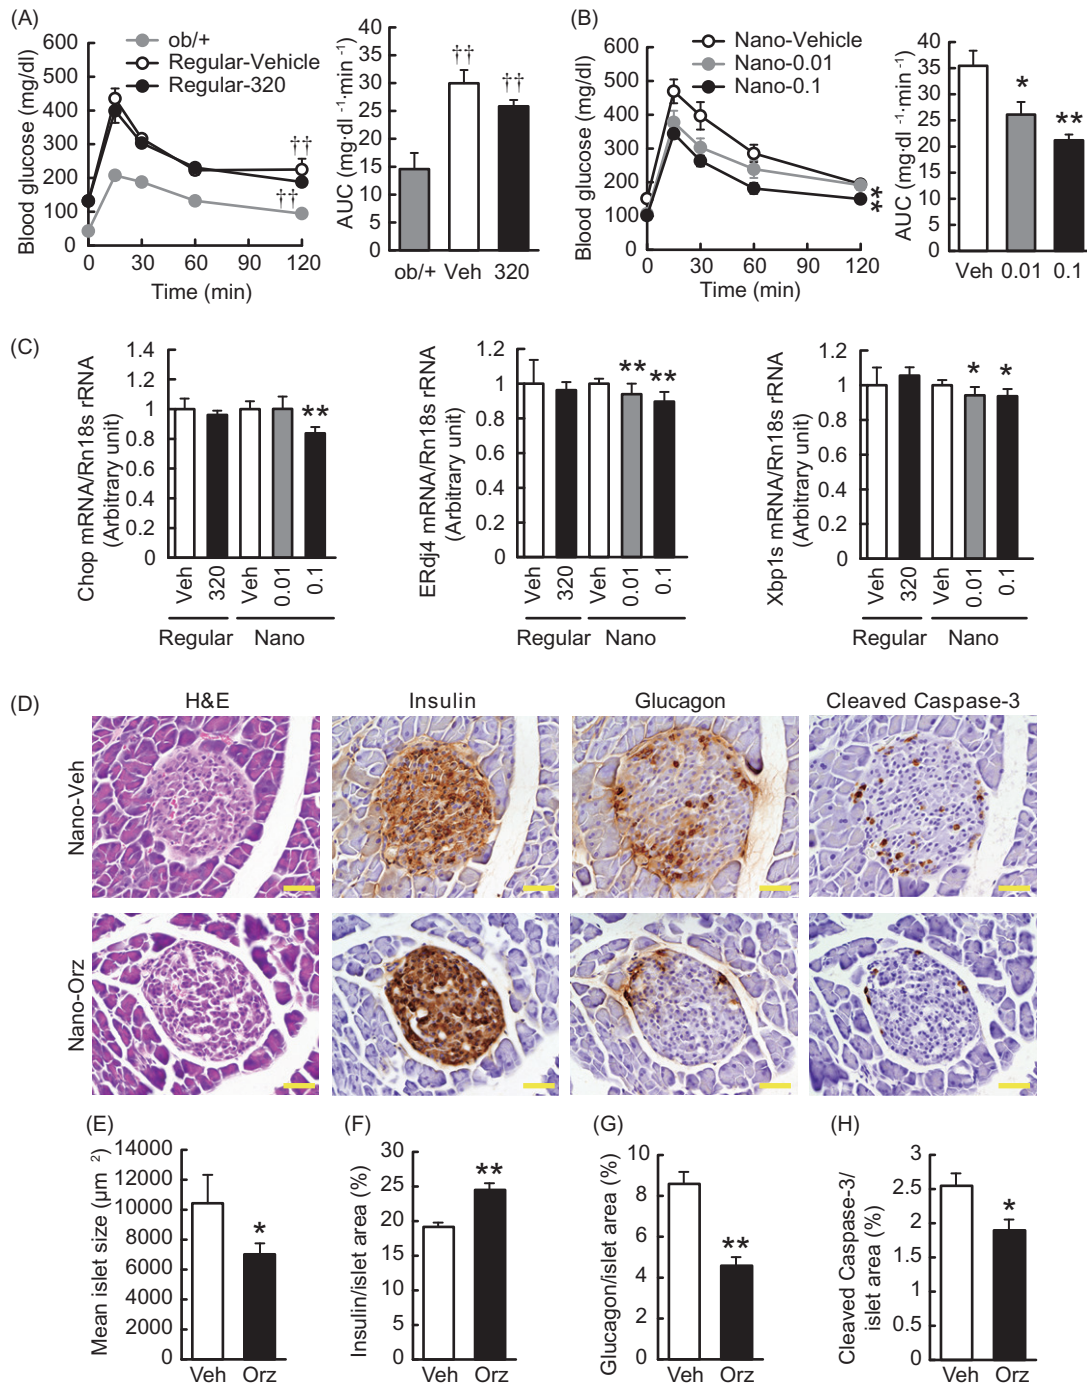 (A)
ob/+
Regular-Vehicle
Regular-320
Blood glucose (mg/dl)
600
500
400
300
200
100
0
††
††
0 30 60 90 120
Time (min)
AUC (mg·dl⁻¹·min⁻¹)
40
35
30
25
20
15
10
5
0
††
††
ob/+ Veh 320
(B)
Nano-Vehicle
Nano-0.01
Nano-0.1
Blood glucose (mg/dl)
600
500
400
300
200
100
0
**
**
0 30 60 90 120
Time (min)
AUC (mg·dl⁻¹·min⁻¹)
40
35
30
25
20
15
10
5
0
*
**
Veh 0.01 0.1
(C)
Chop mRNA/Rn18s rRNA
(Arbitrary unit)
1.4
1.2
1
0.8
0.6
0.4
0.2
0
**
Veh 320 Veh 0.01 0.1
Regular Nano
ERdj4 mRNA/Rn18s rRNA
(Arbitrary unit)
1.2
1
0.8
0.6
0.4
0.2
0
**
**
Veh 320 Veh 0.01 0.1
Regular Nano
Xbp1s mRNA/Rn18s rRNA
(Arbitrary unit)
1.2
1
0.8
0.6
0.4
0.2
0
*
*
Veh 320 Veh 0.01 0.1
Regular Nano
(D)
H&E Insulin Glucagon Cleaved Caspase-3
Nano-Veh
Nano-Orz
(E)
Mean islet size (µm²)
14000
12000
10000
8000
6000
4000
2000
0
*
Veh Orz
(F)
Insulin/islet area (%)
30
25
20
15
10
5
0
**
Veh Orz
(G)
Glucagon/islet area (%)
10
8
6
4
2
0
**
Veh Orz
(H)
Cleaved Caspase-3/
islet area (%)
3
2.5
2
1.5
1
0.5
0
*
Veh Orz